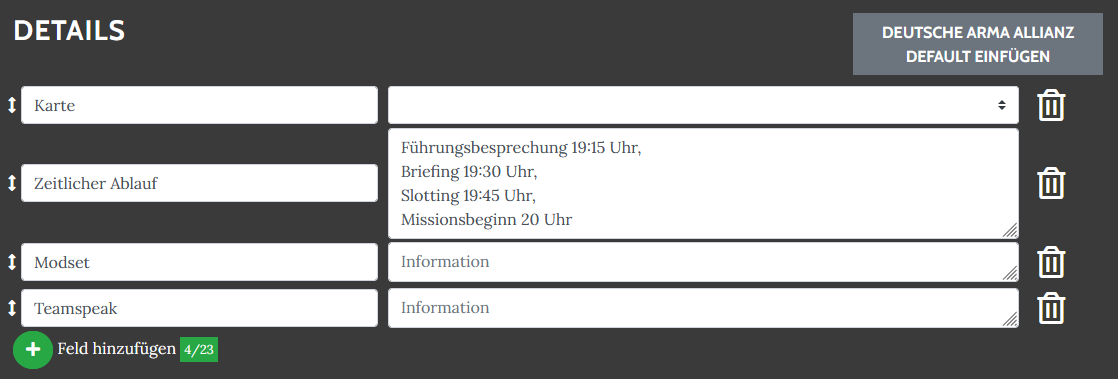 DETAILS
DEUTSCHE ARMA ALLIANZ
DEFAULT EINFÜGEN
Karte
Zeitlicher Ablauf
Führungsbesprechung 19:15 Uhr,
Briefing 19:30 Uhr,
Slotting 19:45 Uhr,
Missionsbeginn 20 Uhr
Modset
Information
Teamspeak
Information
Feld hinzufügen 4/23